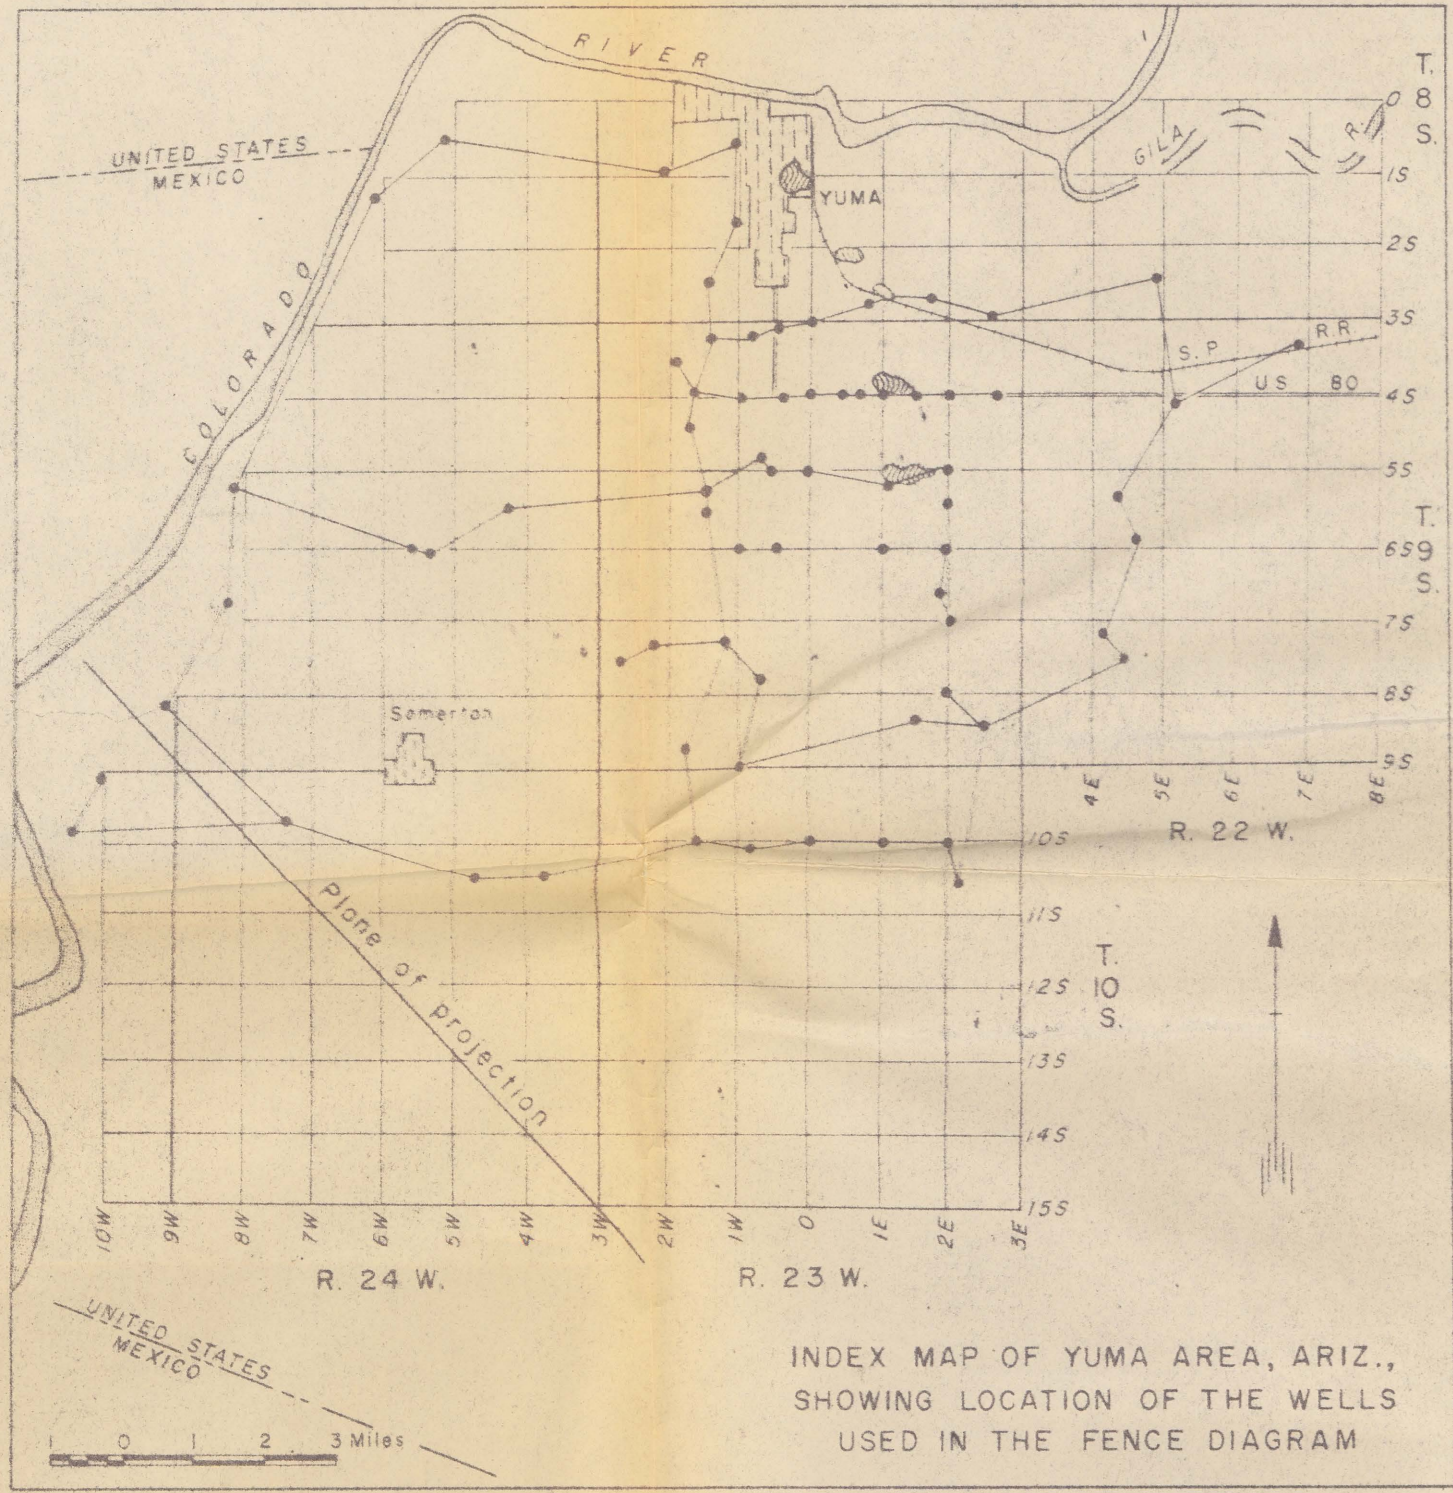 RIVER
T.
8
S.
0
UNITED STATES
MEXICO
GILA R.
1S
YUMA
2S
COLORADO
3S
S.P. R.R
US 80
4S
5S
T.
9
S.
6S
7S
8S
Somerton
9S
4E 5E 6E 7E 8E
R. 22 W.
10S
Plane of projection
11S
T.
10
S.
12S
13S
14S
15S
10W 9W 8W 7W 6W 5W 4W 3W 2W 1W 0 1E 2E 3E
R. 24 W.
R. 23 W.
UNITED STATES
MEXICO
INDEX MAP OF YUMA AREA, ARIZ.,
SHOWING LOCATION OF THE WELLS
USED IN THE FENCE DIAGRAM
1 0 1 2 3 Miles